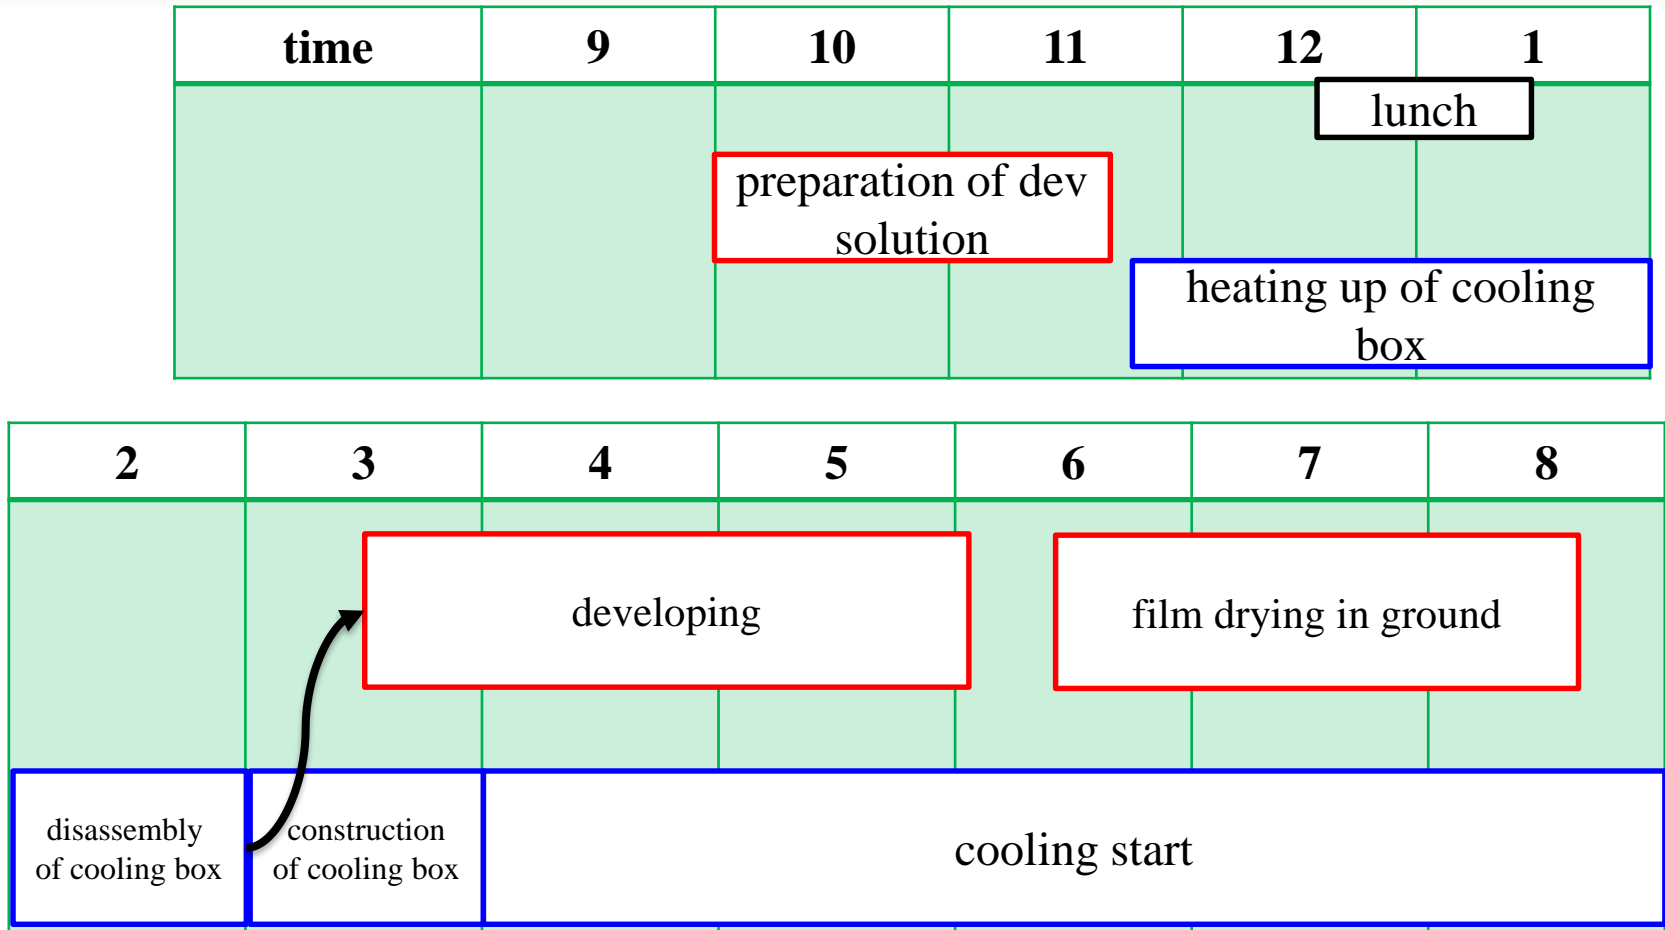 time 9 10 11 12 1
lunch
preparation of dev
solution
heating up of cooling
box
2 3 4 5 6 7 8
developing
film drying in ground
disassembly
of cooling box
construction
of cooling box
cooling start